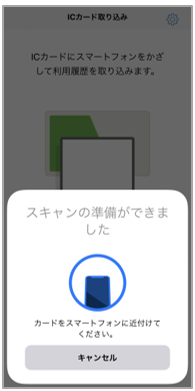 ICカード取り込み
ICカードにスマートフォンをかざ
して利用履歴を取り込みます。
スキャンの準備ができま
した
カードをスマートフォンに近付けて
ください。
キャンセル